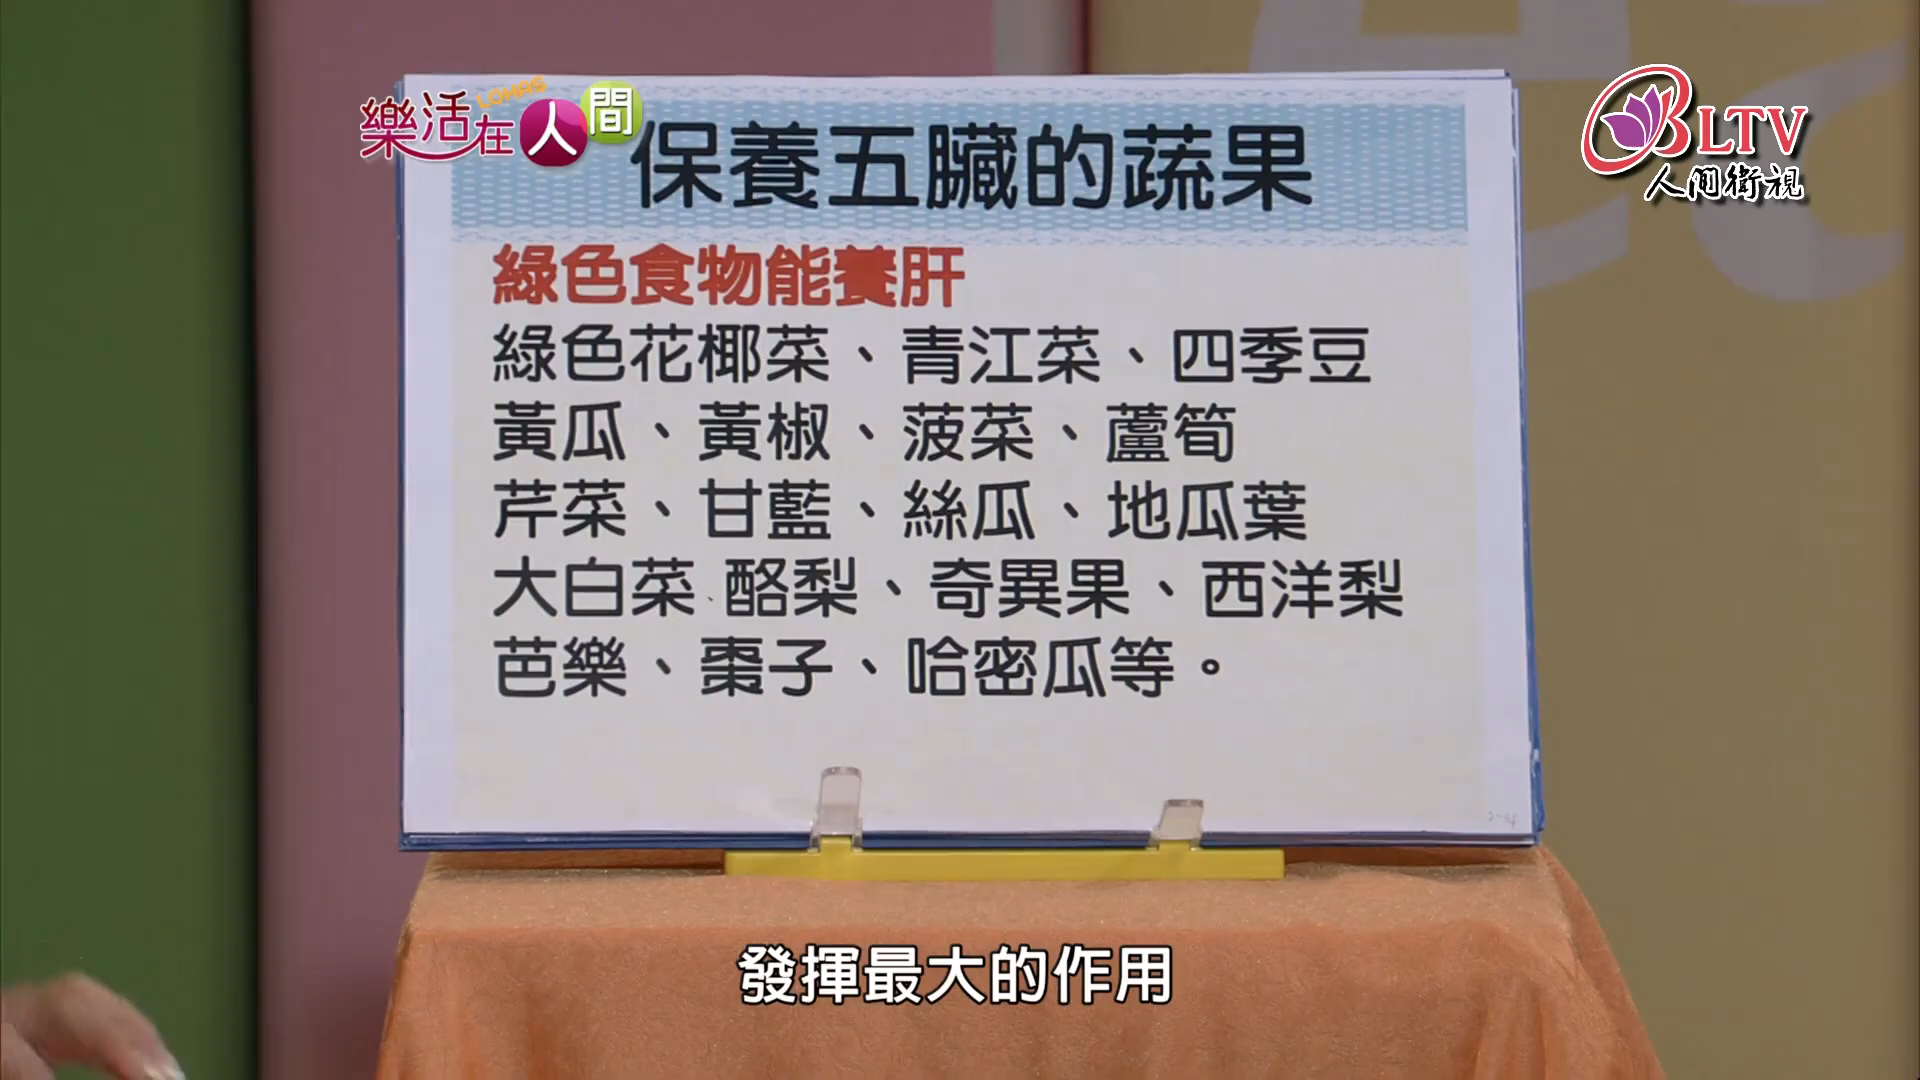 樂活在人間
LOHAS
BLTV
人間衛視
保養五臟的蔬果
綠色食物能養肝
綠色花椰菜、青江菜、四季豆
黃瓜、黃椒、菠菜、蘆筍
芹菜、甘藍、絲瓜、地瓜葉
大白菜、酪梨、奇異果、西洋梨
芭樂、棗子、哈密瓜等。
發揮最大的作用